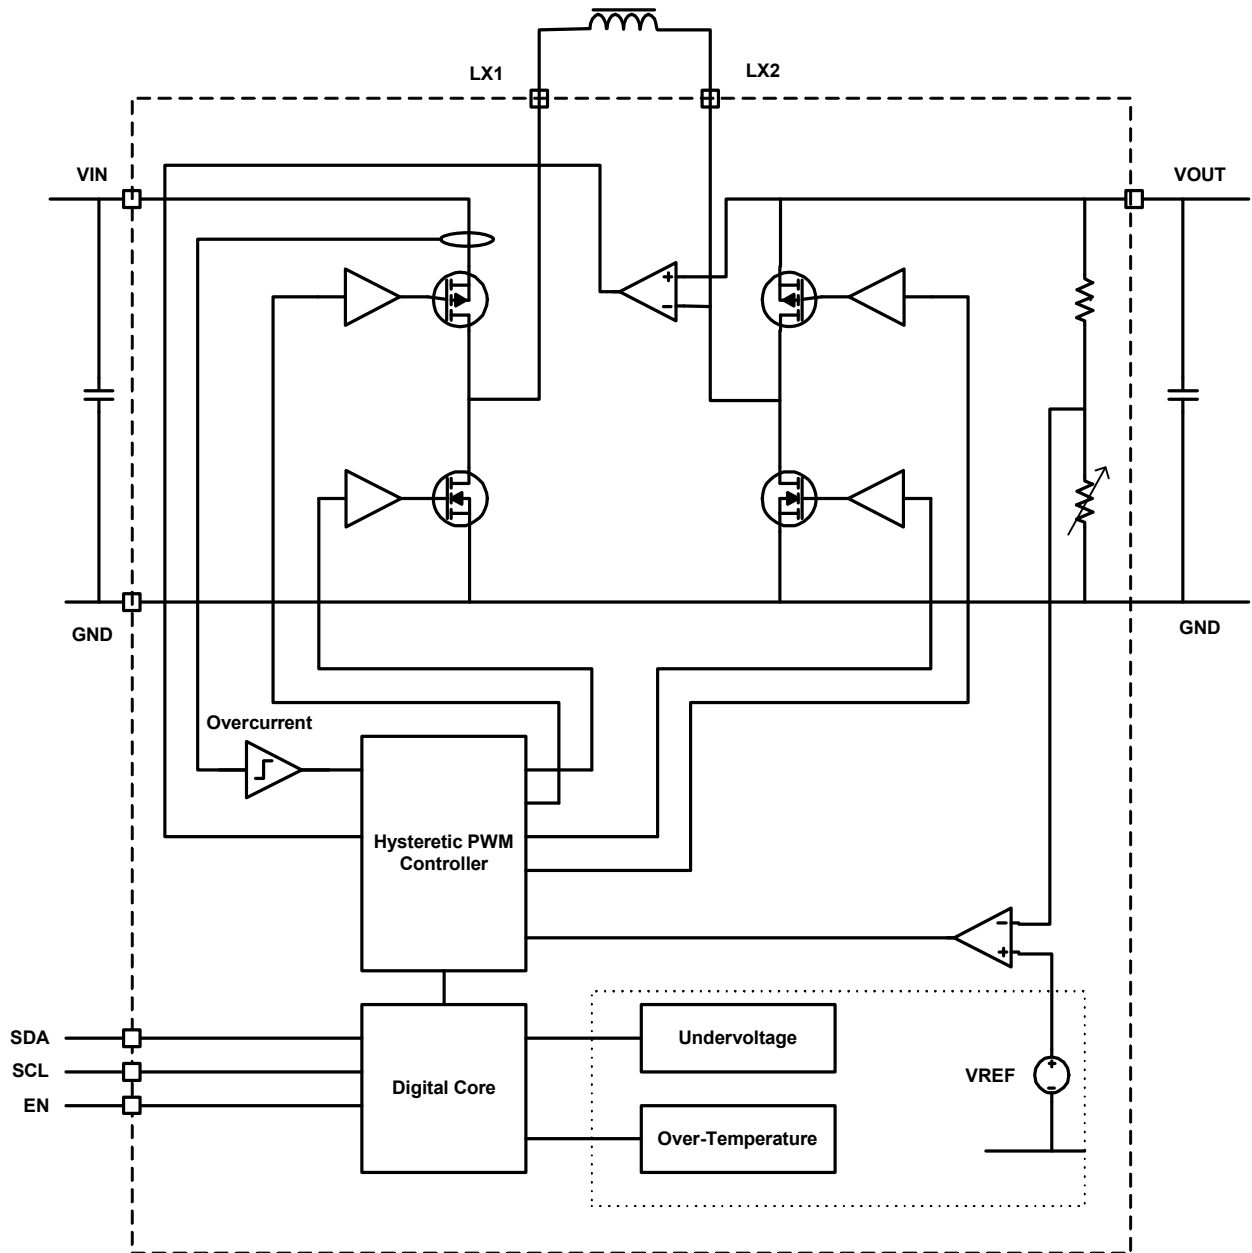 LX1
LX2
VIN
VOUT
+
−
GND
GND
Overcurrent
Hysteretic PWM
Controller
−
+
SDA
SCL
EN
Digital Core
Undervoltage
Over-Temperature
VREF
+
−